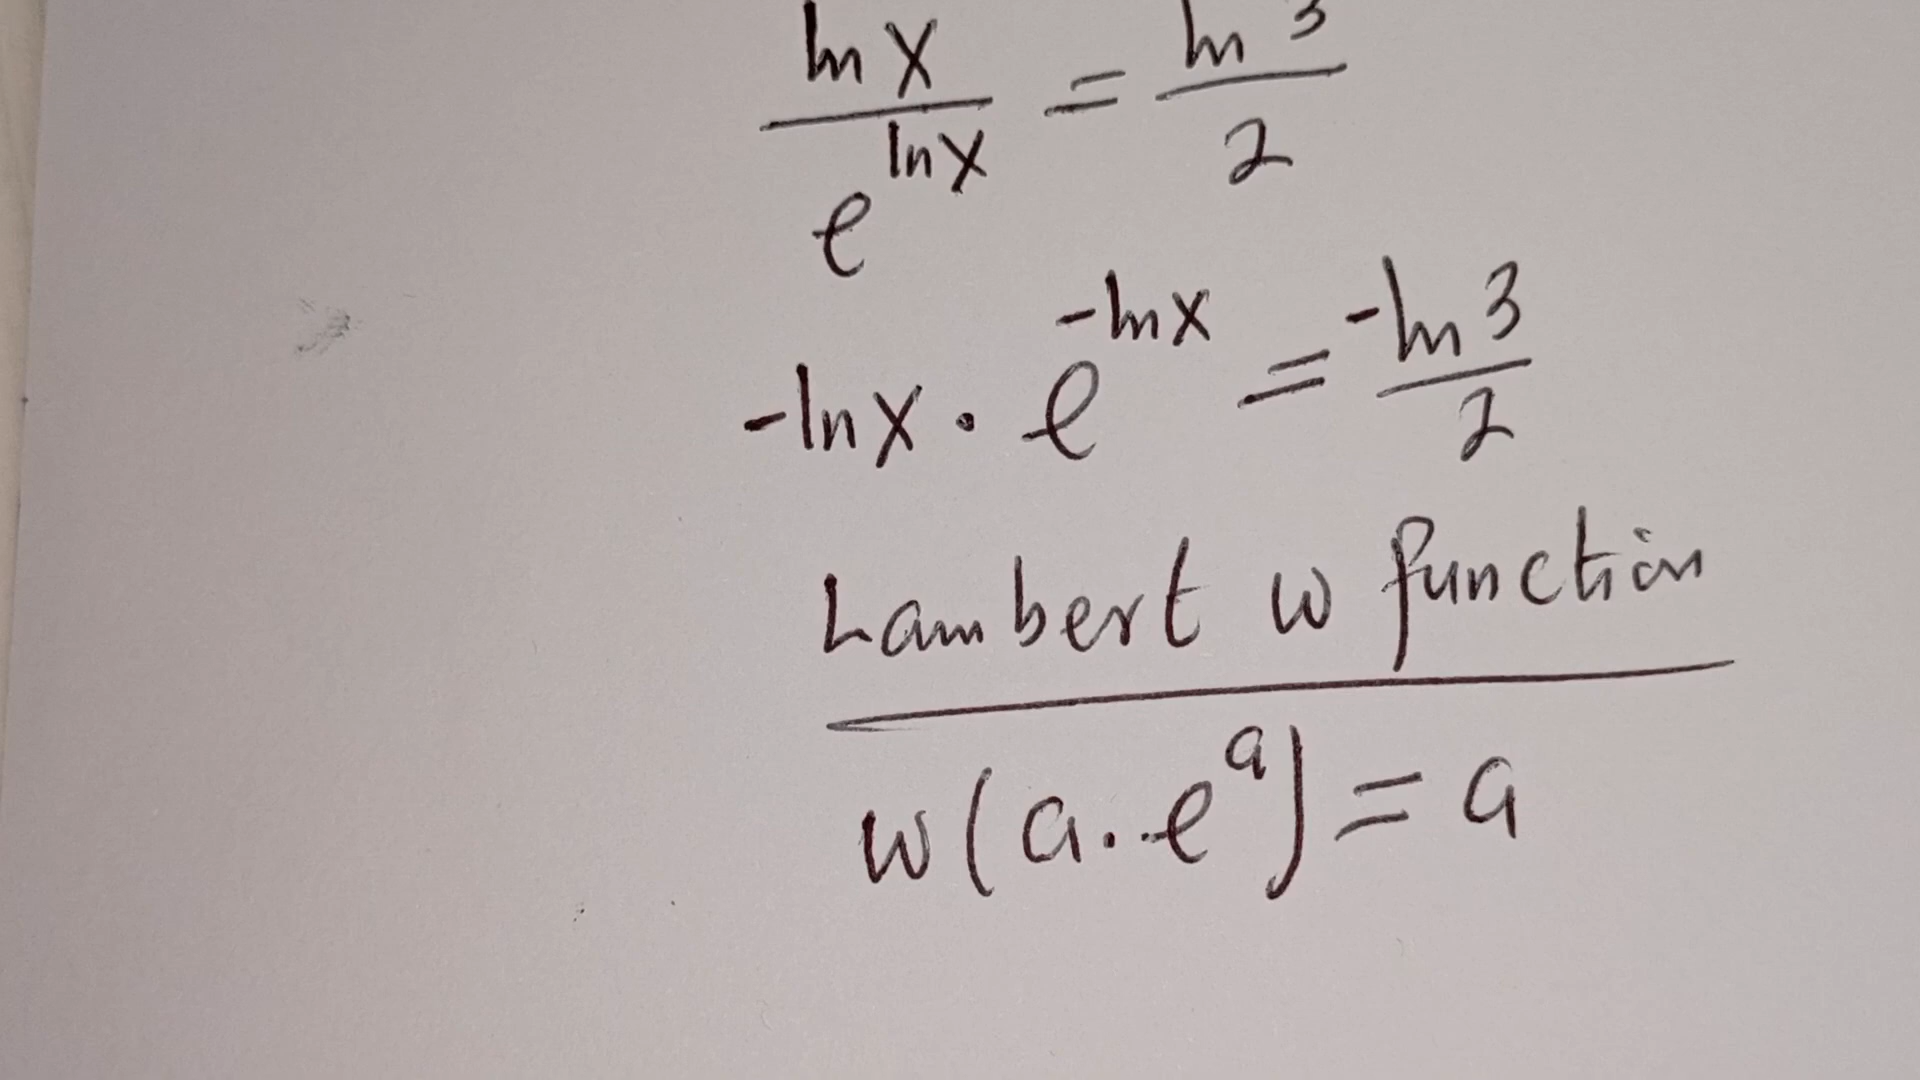 ln x / e^ln x = ln 3 / 2
-ln x · e^-ln x = -ln 3 / 2
Lambert w function
w(a · e^a) = a